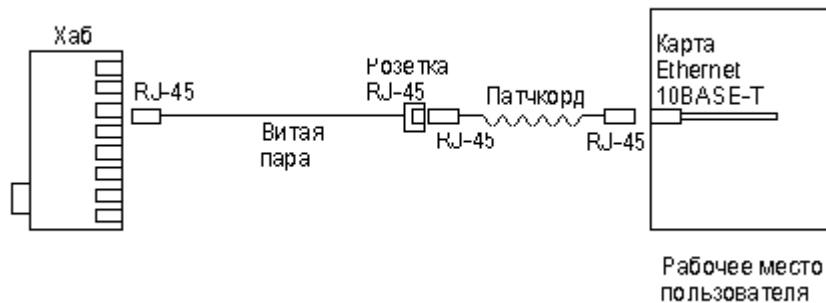 Хаб
RJ-45
Розетка
RJ-45
Витая
пара
RJ-45
Патчкорд
RJ-45
Карта
Ethernet
10BASE-T
Рабочее место
пользователя